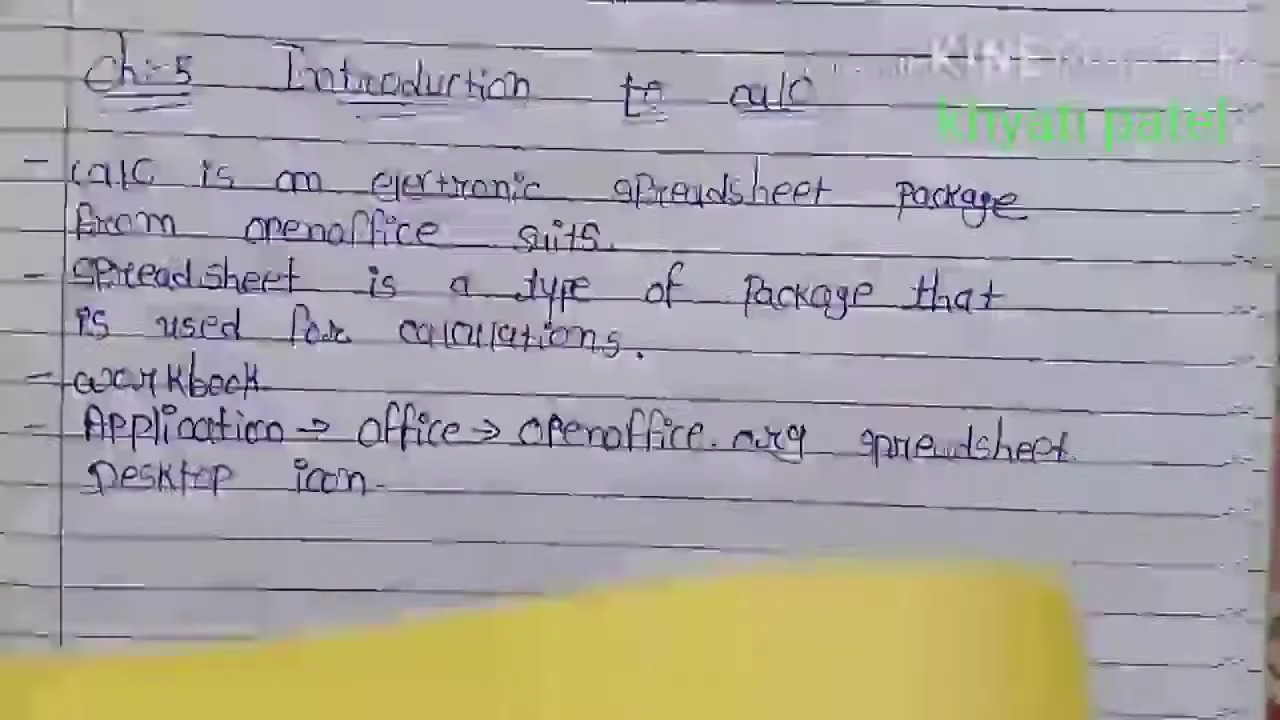 Ch:-5 Introduction to calc
khyati patel
- calc is an electronic spreadsheet package
from openoffice suits.
- spreadsheet is a type of package that
is used for calculations.
- workbook
- Application → office → openoffice.org spreadsheet
Desktop icon.